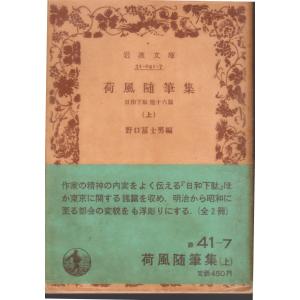 岩波文庫
31-041-7
荷風随筆集
日和下駄 他十六篇
(上)
野口冨士男編
作家の精神の内実をよく伝える『日和下駄』ほ
か東京に関する諸篇を収め、明治から昭和に
至る都会の変貌をも浮彫りにする.(全2冊)
緑41-7
荷風随筆集(上)
定価450円